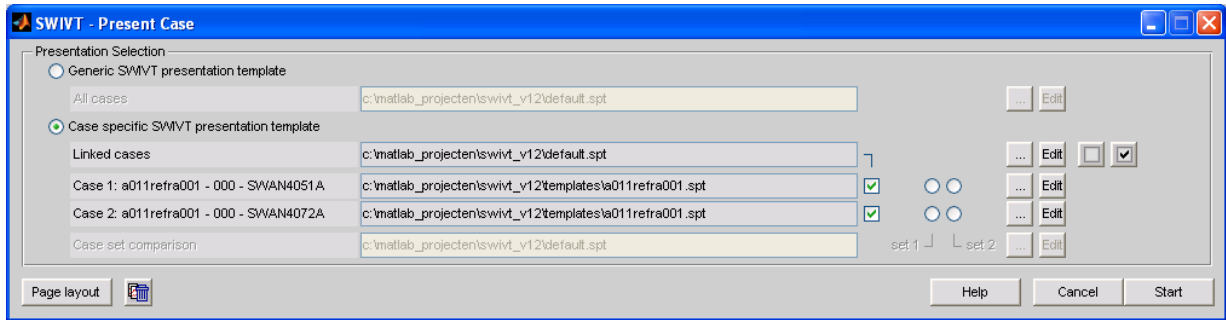 SWIVT - Present Case
Presentation Selection
Generic SWIVT presentation template
All cases c:\matlab_projecten\swivt_v12\default.spt ... Edit
Case specific SWIVT presentation template
Linked cases c:\matlab_projecten\swivt_v12\default.spt ... Edit
Case 1: a011refra001 - 000 - SWAN4051A c:\matlab_projecten\swivt_v12\templates\a011refra001.spt ... Edit
Case 2: a011refra001 - 000 - SWAN4072A c:\matlab_projecten\swivt_v12\templates\a011refra001.spt ... Edit
Case set comparison c:\matlab_projecten\swivt_v12\default.spt set 1 set 2 ... Edit
Page layout Help Cancel Start